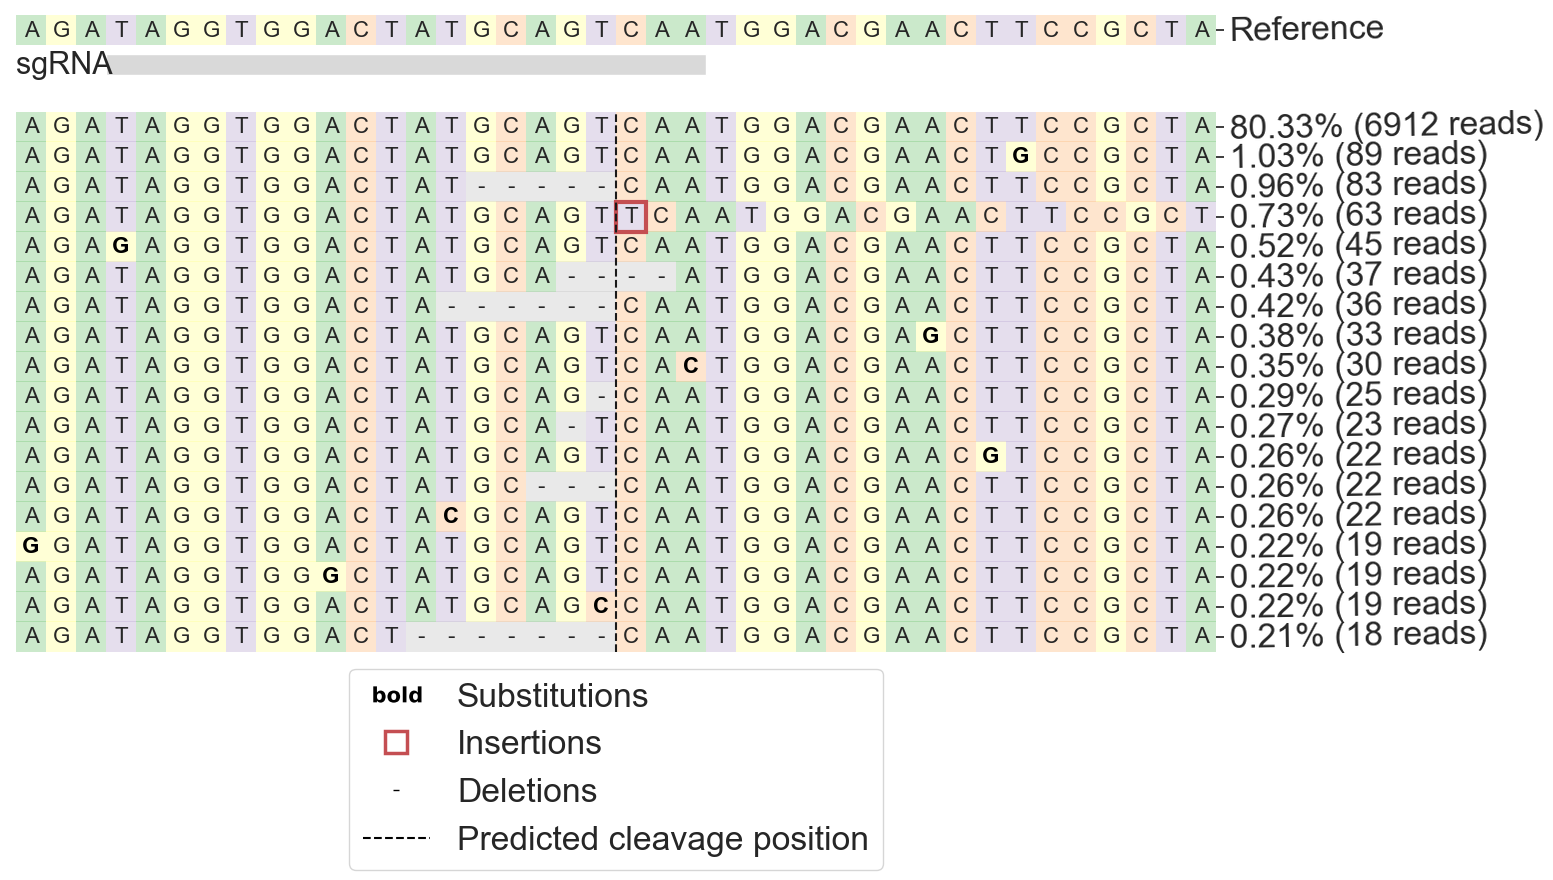 A G A T A G G T G G A C T A T G C A G T C A A T G G A C G A A C T T C C G C T A Reference
sgRNA
A G A T A G G T G G A C T A T G C A G T C A A T G G A C G A A C T T C C G C T A 80.33% (6912 reads)
A G A T A G G T G G A C T A T G C A G T C A A T G G A C G A A C T G C C G C T A 1.03% (89 reads)
A G A T A G G T G G A C T A T - - - - - C A A T G G A C G A A C T T C C G C T A 0.96% (83 reads)
A G A T A G G T G G A C T A T G C A G T T C A A T G G A C G A A C T T C C G C T 0.73% (63 reads)
A G A G A G G T G G A C T A T G C A G T C A A T G G A C G A A C T T C C G C T A 0.52% (45 reads)
A G A T A G G T G G A C T A T G C A - - - - A T G G A C G A A C T T C C G C T A 0.43% (37 reads)
A G A T A G G T G G A C T A - - - - - - C A A T G G A C G A A C T T C C G C T A 0.42% (36 reads)
A G A T A G G T G G A C T A T G C A G T C A A T G G A C G A G C T T C C G C T A 0.38% (33 reads)
A G A T A G G T G G A C T A T G C A G T C A C T G G A C G A A C T T C C G C T A 0.35% (30 reads)
A G A T A G G T G G A C T A T G C A G - C A A T G G A C G A A C T T C C G C T A 0.29% (25 reads)
A G A T A G G T G G A C T A T G C A - T C A A T G G A C G A A C T T C C G C T A 0.27% (23 reads)
A G A T A G G T G G A C T A T G C A G T C A A T G G A C G A A C G T C C G C T A 0.26% (22 reads)
A G A T A G G T G G A C T A T G C - - - C A A T G G A C G A A C T T C C G C T A 0.26% (22 reads)
A G A T A G G T G G A C T A C G C A G T C A A T G G A C G A A C T T C C G C T A 0.26% (22 reads)
G G A T A G G T G G A C T A T G C A G T C A A T G G A C G A A C T T C C G C T A 0.22% (19 reads)
A G A T A G G T G G G C T A T G C A G T C A A T G G A C G A A C T T C C G C T A 0.22% (19 reads)
A G A T A G G T G G A C T A T G C A G C C A A T G G A C G A A C T T C C G C T A 0.22% (19 reads)
A G A T A G G T G G A C T - - - - - - - C A A T G G A C G A A C T T C C G C T A 0.21% (18 reads)
bold Substitutions
Insertions
- Deletions
Predicted cleavage position